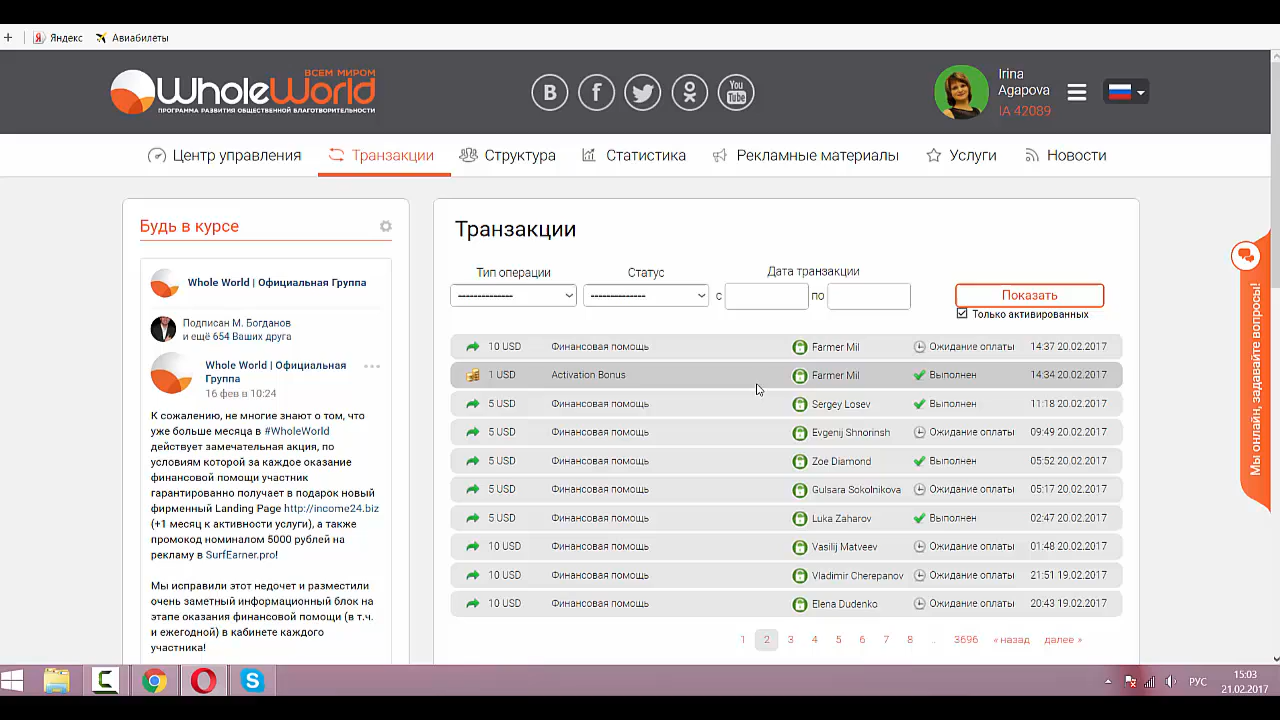 Яндекс
Авиабилеты
ВСЕМ МИРОМ
WholeWorld
ПРОГРАММА РАЗВИТИЯ ОБЩЕСТВЕННОЙ БЛАГОТВОРИТЕЛЬНОСТИ
B
f
You
Tube
Irina
Agapova
IA 42089
Центр управления
Транзакции
Структура
Статистика
Рекламные материалы
Услуги
Новости
Будь в курсе
Whole World | Официальная Группа
Подписан М. Богданов
и ещё 654 Ваших друга
Whole World | Официальная
Группа
16 фев в 10:24
К сожалению, не многие знают о том, что
уже больше месяца в #WholeWorld
действует замечательная акция, по
условиям которой за каждое оказание
финансовой помощи участник
гарантированно получает в подарок новый
фирменный Landing Page http://income24.biz
(+1 месяц к активности услуги), а также
промокод номиналом 5000 рублей на
рекламу в SurfEarner.pro!
Мы исправили этот недочет и разместили
очень заметный информационный блок на
этапе оказания финансовой помощи (в т.ч.
и ежегодной) в кабинете каждого
участника!
Транзакции
Тип операции
Статус
Дата транзакции
--------------
--------------
с
по
Показать
Только активированных
10 USD Финансовая помощь Farmer Mil Ожидание оплаты 14:37 20.02.2017
1 USD Activation Bonus Farmer Mil Выполнен 14:34 20.02.2017
5 USD Финансовая помощь Sergey Losev Выполнен 11:18 20.02.2017
5 USD Финансовая помощь Evgenij Shnorinsh Ожидание оплаты 09:49 20.02.2017
5 USD Финансовая помощь Zoe Diamond Выполнен 05:52 20.02.2017
5 USD Финансовая помощь Gulsara Sokolnikova Ожидание оплаты 05:17 20.02.2017
5 USD Финансовая помощь Luka Zaharov Выполнен 02:47 20.02.2017
10 USD Финансовая помощь Vasilij Matveev Ожидание оплаты 01:48 20.02.2017
10 USD Финансовая помощь Vladimir Cherepanov Ожидание оплаты 21:51 19.02.2017
10 USD Финансовая помощь Elena Dudenko Ожидание оплаты 20:43 19.02.2017
1 2 3 4 5 6 7 8 .. 3696 « назад далее »
Мы онлайн, задавайте вопросы!
РУС
15:03
21.02.2017